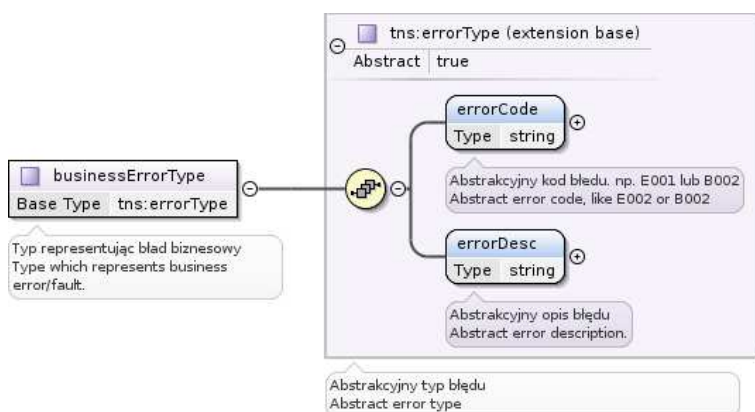 tns:errorType (extension base)
Abstract true
errorCode
Type string
Abstrakcyjny kod błedu. np. E001 lub B002
Abstract error code, like E002 or B002
businessErrorType
Base Type tns:errorType
Typ representując bład biznesowy
Type which represents business
error/fault.
errorDesc
Type string
Abstrakcyjny opis błędu
Abstract error description.
Abstrakcyjny typ błędu
Abstract error type